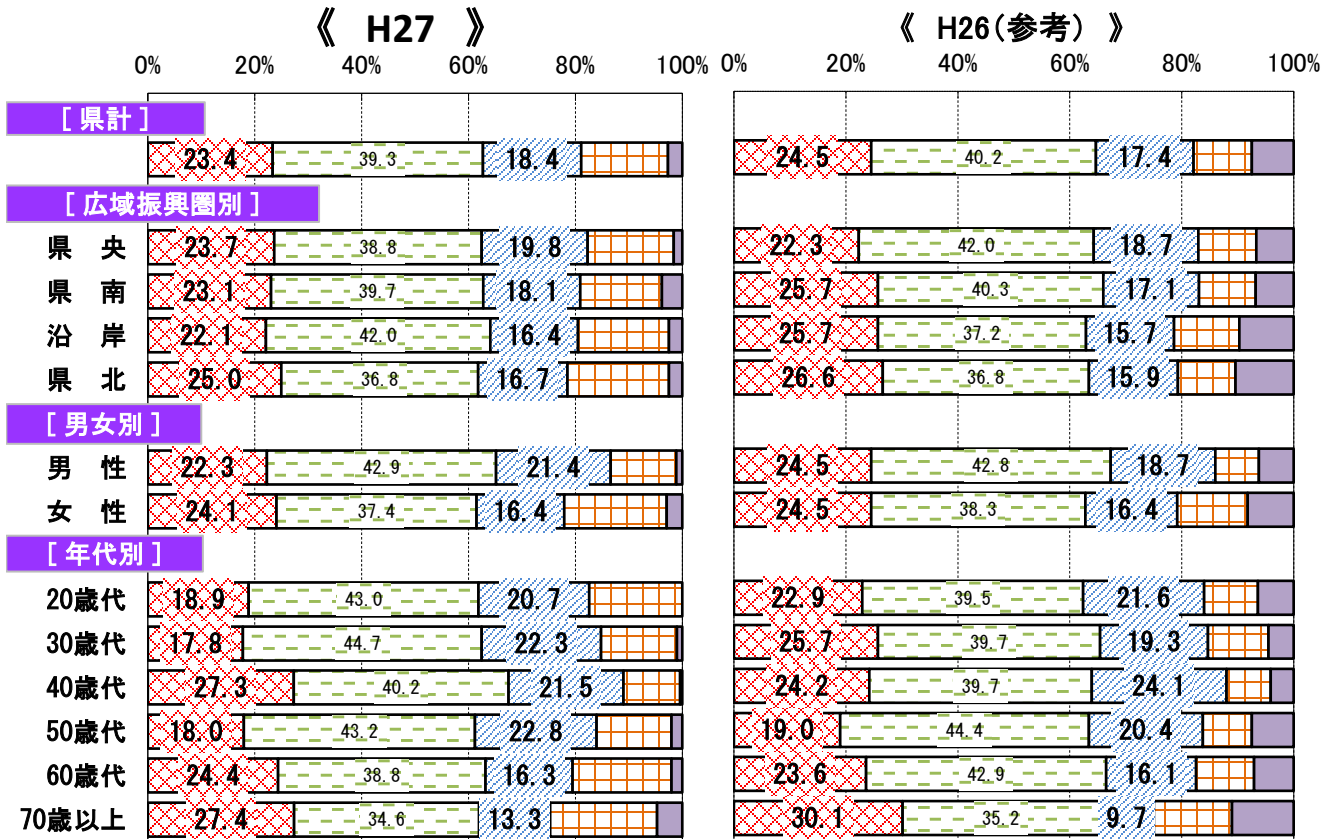 《 H27 》 《 H26(参考) 》
0% 20% 40% 60% 80% 100% 0% 20% 40% 60% 80% 100%
[ 県計 ]
23.4 39.3 18.4 24.5 40.2 17.4
[ 広域振興圏別 ]
県 央 23.7 38.8 19.8 22.3 42.0 18.7
県 南 23.1 39.7 18.1 25.7 40.3 17.1
沿 岸 22.1 42.0 16.4 25.7 37.2 15.7
県 北 25.0 36.8 16.7 26.6 36.8 15.9
[ 男女別 ]
男 性 22.3 42.9 21.4 24.5 42.8 18.7
女 性 24.1 37.4 16.4 24.5 38.3 16.4
[ 年代別 ]
20歳代 18.9 43.0 20.7 22.9 39.5 21.6
30歳代 17.8 44.7 22.3 25.7 39.7 19.3
40歳代 27.3 40.2 21.5 24.2 39.7 24.1
50歳代 18.0 43.2 22.8 19.0 44.4 20.4
60歳代 24.4 38.8 16.3 23.6 42.9 16.1
70歳以上 27.4 34.6 13.3 30.1 35.2 9.7